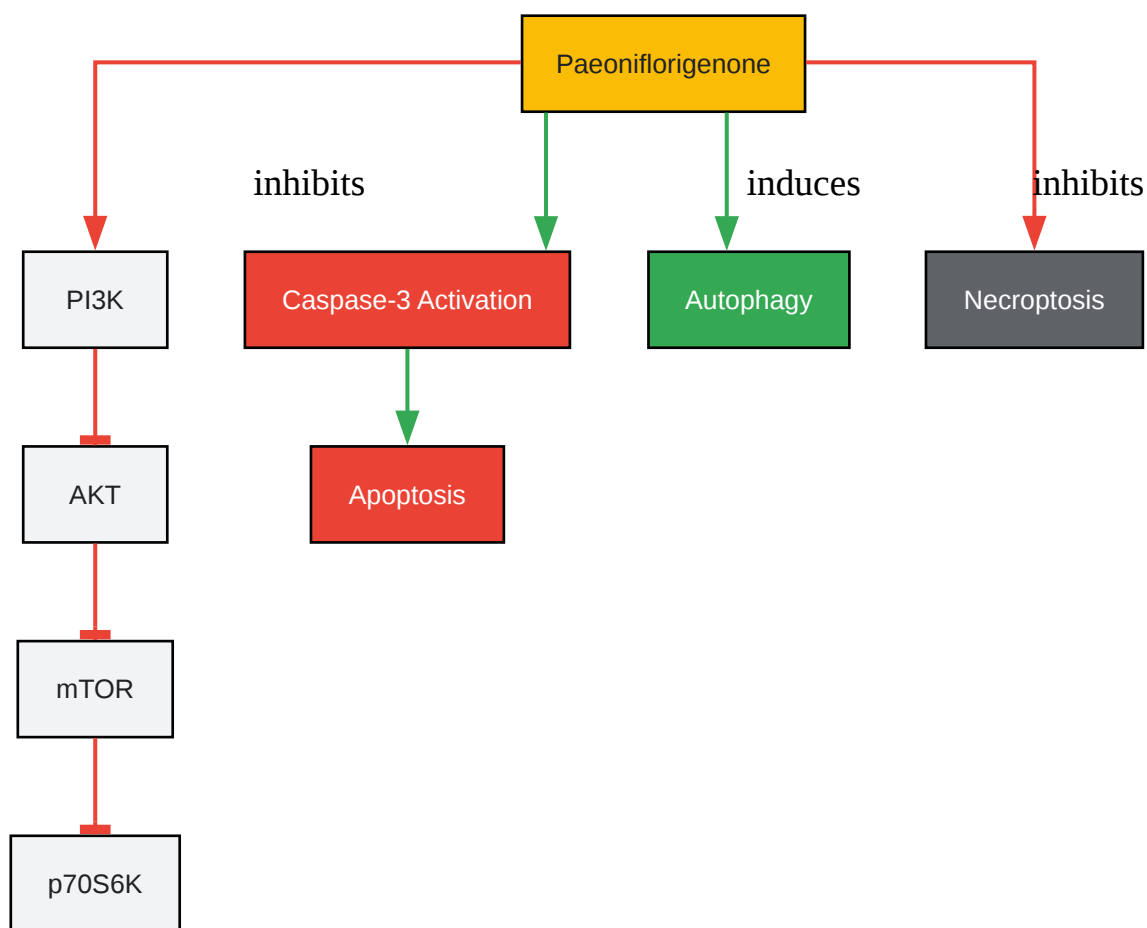 Paeoniflorigenone
inhibits
induces
inhibits
PI3K
Caspase-3 Activation
Autophagy
Necroptosis
AKT
Apoptosis
mTOR
p70S6K